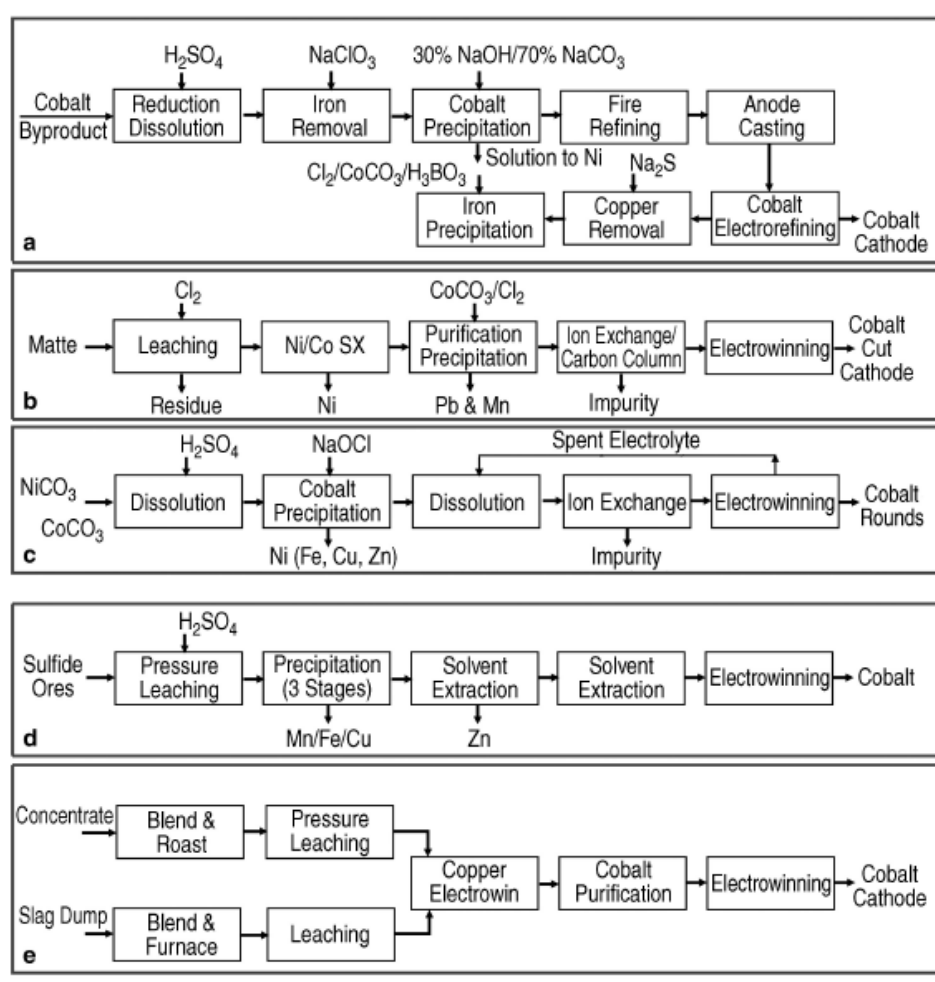 H₂SO₄
NaClO₃
30% NaOH/70% NaCO₃
Cobalt
Byproduct
Reduction
Dissolution
Iron
Removal
Cobalt
Precipitation
Fire
Refining
Anode
Casting
Solution to Ni
Cl₂/CoCO₃/H₃BO₃
Na₂S
Iron
Precipitation
Copper
Removal
Cobalt
Electrorefining
Cobalt
Cathode
a
Cl₂
CoCO₃/Cl₂
Matte
Leaching
Ni/Co SX
Purification
Precipitation
Ion Exchange/
Carbon Column
Electrowinning
Cobalt
Cut
Cathode
Residue
Ni
Pb & Mn
Impurity
b
H₂SO₄
NaOCl
Spent Electrolyte
NiCO₃
CoCO₃
Dissolution
Cobalt
Precipitation
Dissolution
Ion Exchange
Electrowinning
Cobalt
Rounds
Ni (Fe, Cu, Zn)
Impurity
c
H₂SO₄
Sulfide
Ores
Pressure
Leaching
Precipitation
(3 Stages)
Solvent
Extraction
Solvent
Extraction
Electrowinning
Cobalt
Mn/Fe/Cu
Zn
d
Concentrate
Blend &
Roast
Pressure
Leaching
Copper
Electrowin
Cobalt
Purification
Electrowinning
Cobalt
Cathode
Slag Dump
Blend &
Furnace
Leaching
e